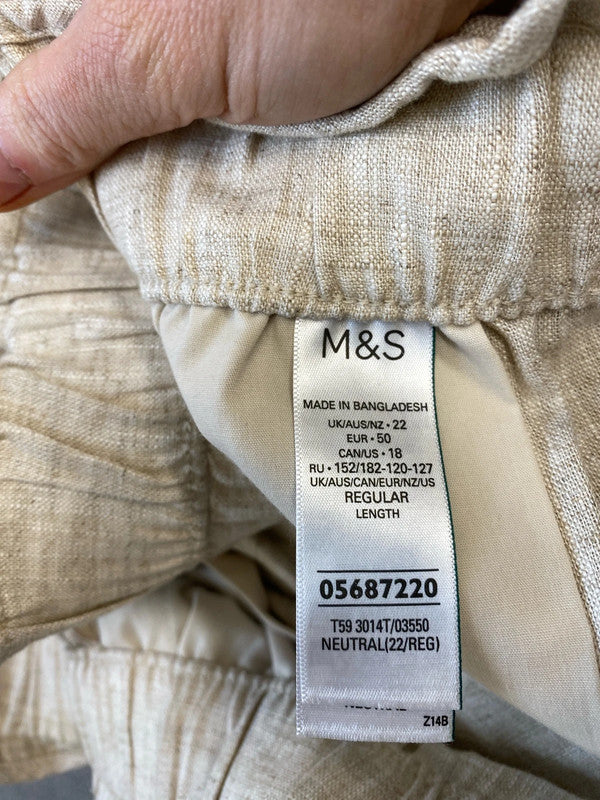 M&S
MADE IN BANGLADESH
UK/AUS/NZ • 22
EUR • 50
CAN/US • 18
RU • 152/182-120-127
UK/AUS/CAN/EUR/NZ/US
REGULAR
LENGTH
05687220
T59 3014T/03550
NEUTRAL(22/REG)
Z14B